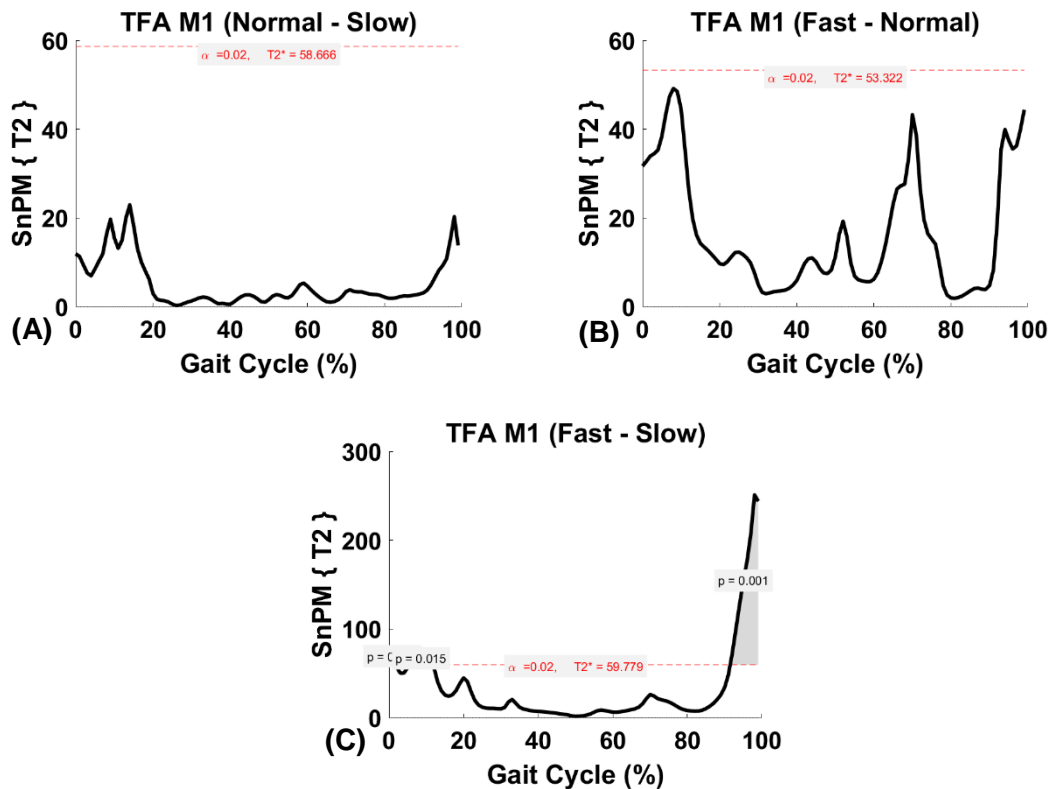 TFA M1 (Normal - Slow)
60
40
20
0
SnPM { T2 }
α =0.02, T2* = 58.666
0 20 40 60 80 100
Gait Cycle (%)
(A)
TFA M1 (Fast - Normal)
60
40
20
0
SnPM { T2 }
α =0.02, T2* = 53.322
0 20 40 60 80 100
Gait Cycle (%)
(B)
TFA M1 (Fast - Slow)
300
200
100
0
SnPM { T2 }
p = 0.001
p = 0.015
α =0.02, T2* = 59.779
0 20 40 60 80 100
Gait Cycle (%)
(C)